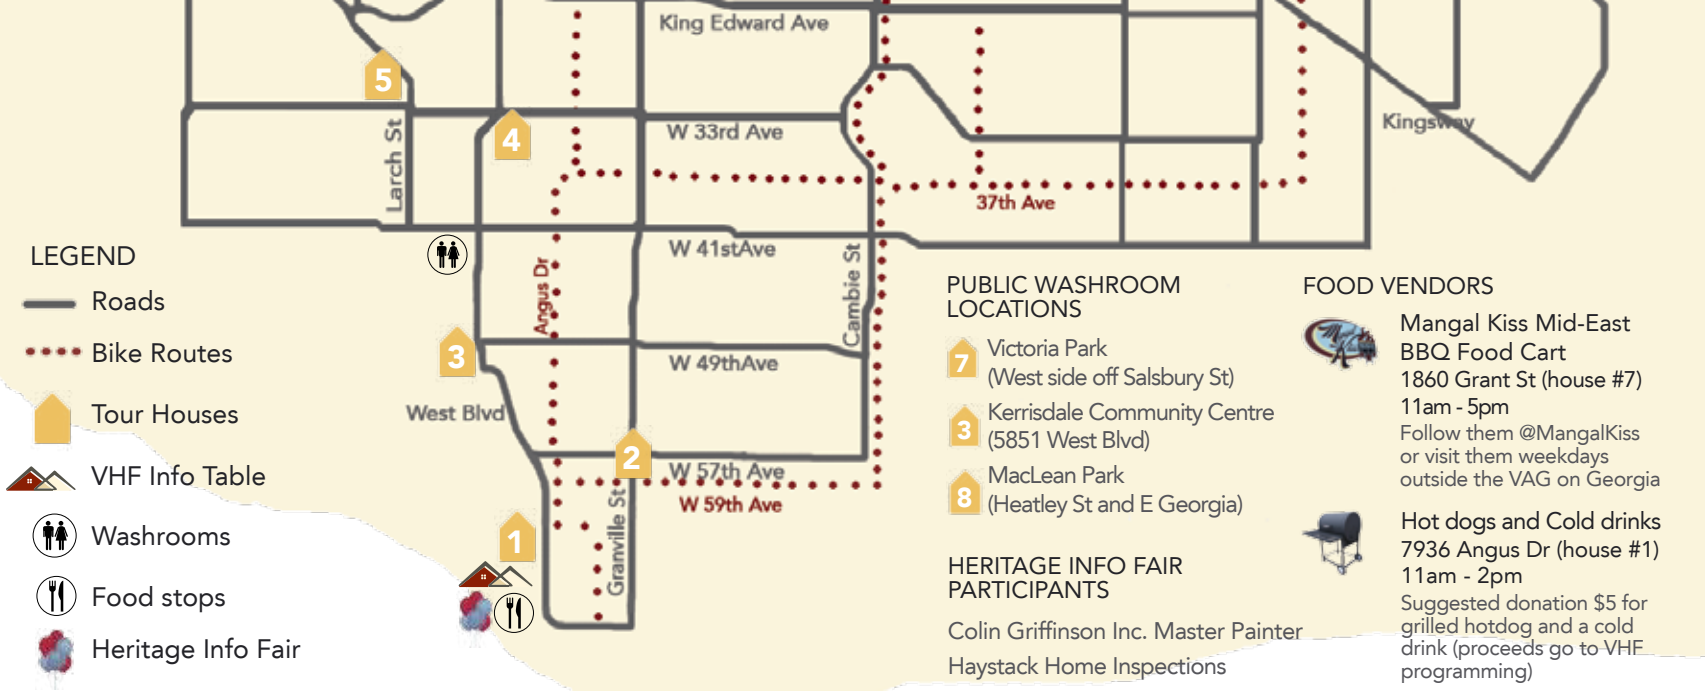 King Edward Ave
5
4
W 33rd Ave
Kingsway
Larch St
37th Ave
W 41stAve
Angus Dr
Cambie St
3
W 49thAve
West Blvd
2
W 57th Ave
W 59th Ave
Granville St
1
LEGEND
Roads
Bike Routes
Tour Houses
VHF Info Table
Washrooms
Food stops
Heritage Info Fair
PUBLIC WASHROOM
LOCATIONS
7 Victoria Park
(West side off Salsbury St)
3 Kerrisdale Community Centre
(5851 West Blvd)
8 MacLean Park
(Heatley St and E Georgia)
HERITAGE INFO FAIR
PARTICIPANTS
Colin Griffinson Inc. Master Painter
Haystack Home Inspections
FOOD VENDORS
Mangal Kiss Mid-East
BBQ Food Cart
1860 Grant St (house #7)
11am - 5pm
Follow them @MangalKiss
or visit them weekdays
outside the VAG on Georgia
Hot dogs and Cold drinks
7936 Angus Dr (house #1)
11am - 2pm
Suggested donation $5 for
grilled hotdog and a cold
drink (proceeds go to VHF
programming)